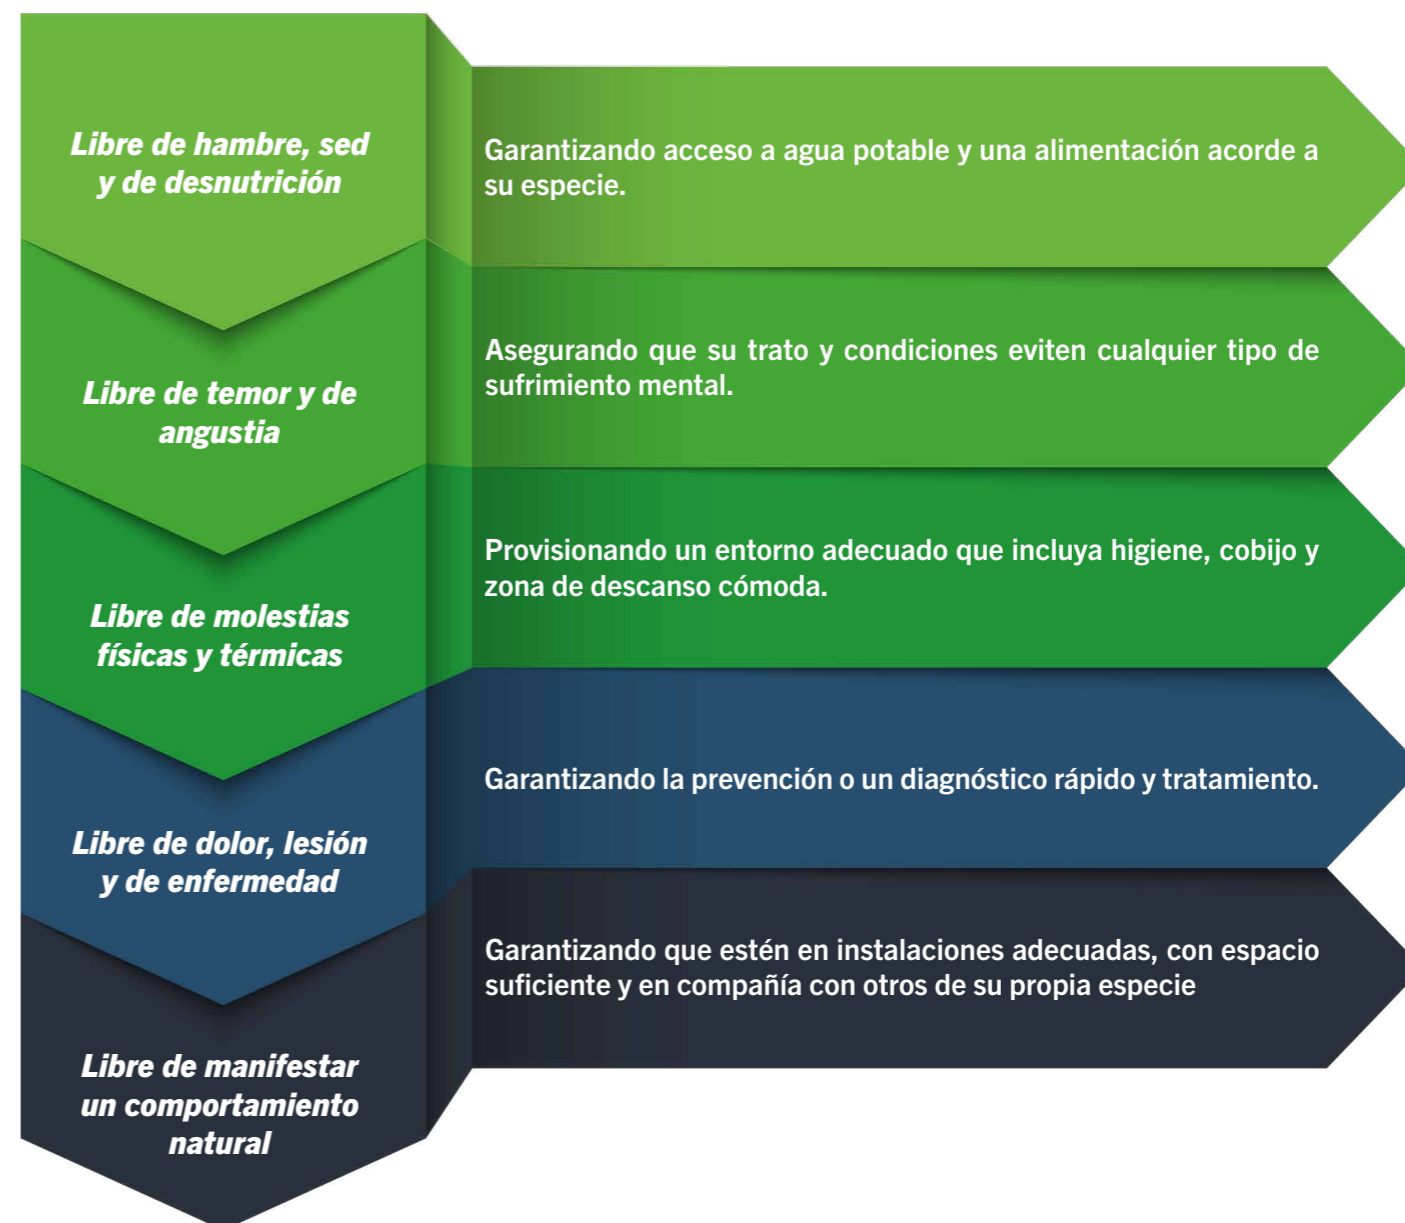 Libre de hambre, sed
y de desnutrición
Garantizando acceso a agua potable y una alimentación acorde a
su especie.
Libre de temor y de
angustia
Asegurando que su trato y condiciones eviten cualquier tipo de
sufrimiento mental.
Libre de molestias
físicas y térmicas
Provisionando un entorno adecuado que incluya higiene, cobijo y
zona de descanso cómoda.
Libre de dolor, lesión
y de enfermedad
Garantizando la prevención o un diagnóstico rápido y tratamiento.
Libre de manifestar
un comportamiento
natural
Garantizando que estén en instalaciones adecuadas, con espacio
suficiente y en compañía con otros de su propia especie